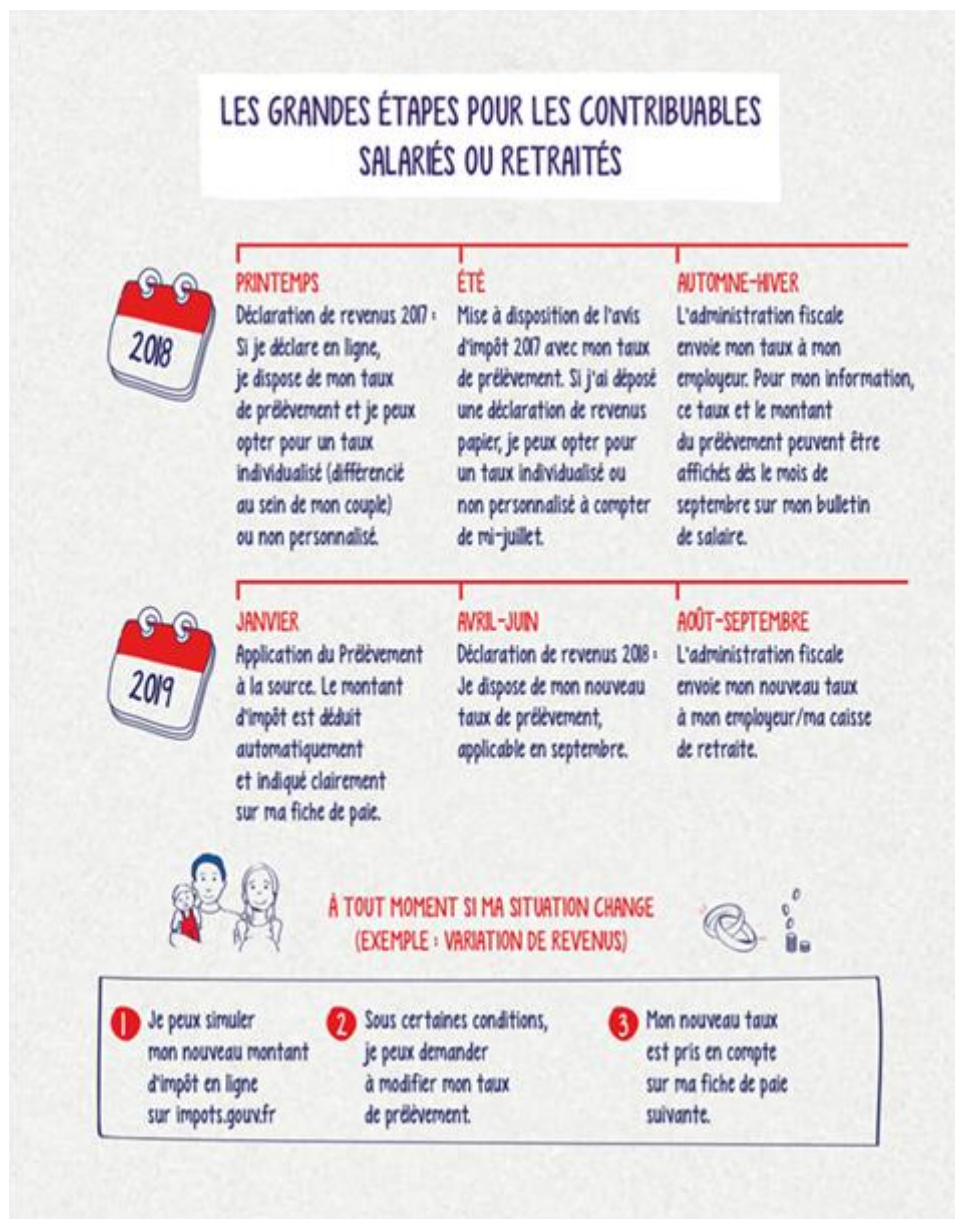 LES GRANDES ÉTAPES POUR LES CONTRIBUABLES
SALARIÉS OU RETRAITÉS
2018
PRINTEMPS
Déclaration de revenus 2017 :
Si je déclare en ligne,
je dispose de mon taux
de prélèvement et je peux
opter pour un taux
individualisé (différencié
au sein de mon couple)
ou non personnalisé.
ÉTÉ
Mise à disposition de l'avis
d'impôt 2017 avec mon taux
de prélèvement. Si j'ai déposé
une déclaration de revenus
papier, je peux opter pour
un taux individualisé ou
non personnalisé à compter
de mi-juillet.
AUTOMNE-HIVER
L'administration fiscale
envoie mon taux à mon
employeur. Pour mon information,
ce taux et le montant
du prélèvement peuvent être
affichés dès le mois de
septembre sur mon bulletin
de salaire.
2019
JANVIER
Application du Prélèvement
à la source. Le montant
d'impôt est déduit
automatiquement
et indiqué clairement
sur ma fiche de paie.
AVRIL-JUIN
Déclaration de revenus 2018 :
Je dispose de mon nouveau
taux de prélèvement,
applicable en septembre.
AOÛT-SEPTEMBRE
L'administration fiscale
envoie mon nouveau taux
à mon employeur/ma caisse
de retraite.
À TOUT MOMENT SI MA SITUATION CHANGE
(EXEMPLE : VARIATION DE REVENUS)
1 Je peux simuler
mon nouveau montant
d'impôt en ligne
sur impots.gouv.fr
2 Sous certaines conditions,
je peux demander
à modifier mon taux
de prélèvement.
3 Mon nouveau taux
est pris en compte
sur ma fiche de paie
suivante.